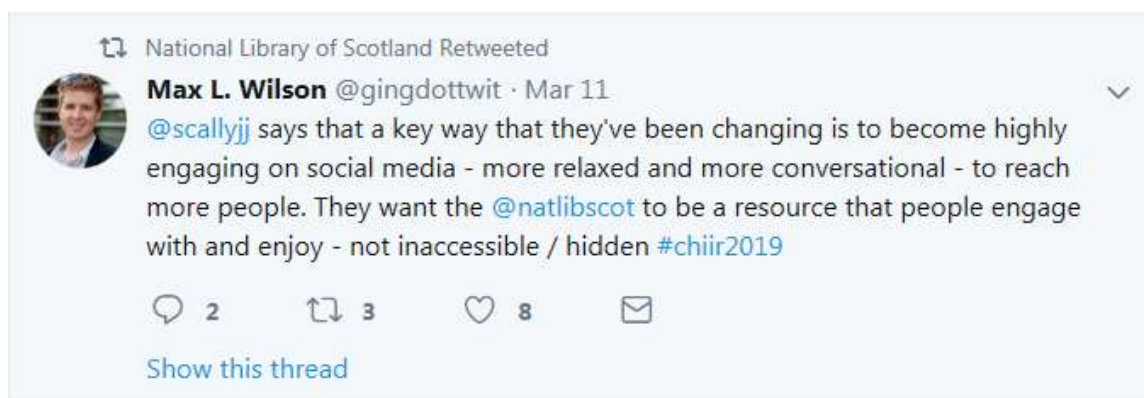 National Library of Scotland Retweeted
Max L. Wilson @gingdottwit · Mar 11
@scallyjj says that a key way that they've been changing is to become highly
engaging on social media - more relaxed and more conversational - to reach
more people. They want the @natlibscot to be a resource that people engage
with and enjoy - not inaccessible / hidden #chiir2019
2 3 8
Show this thread